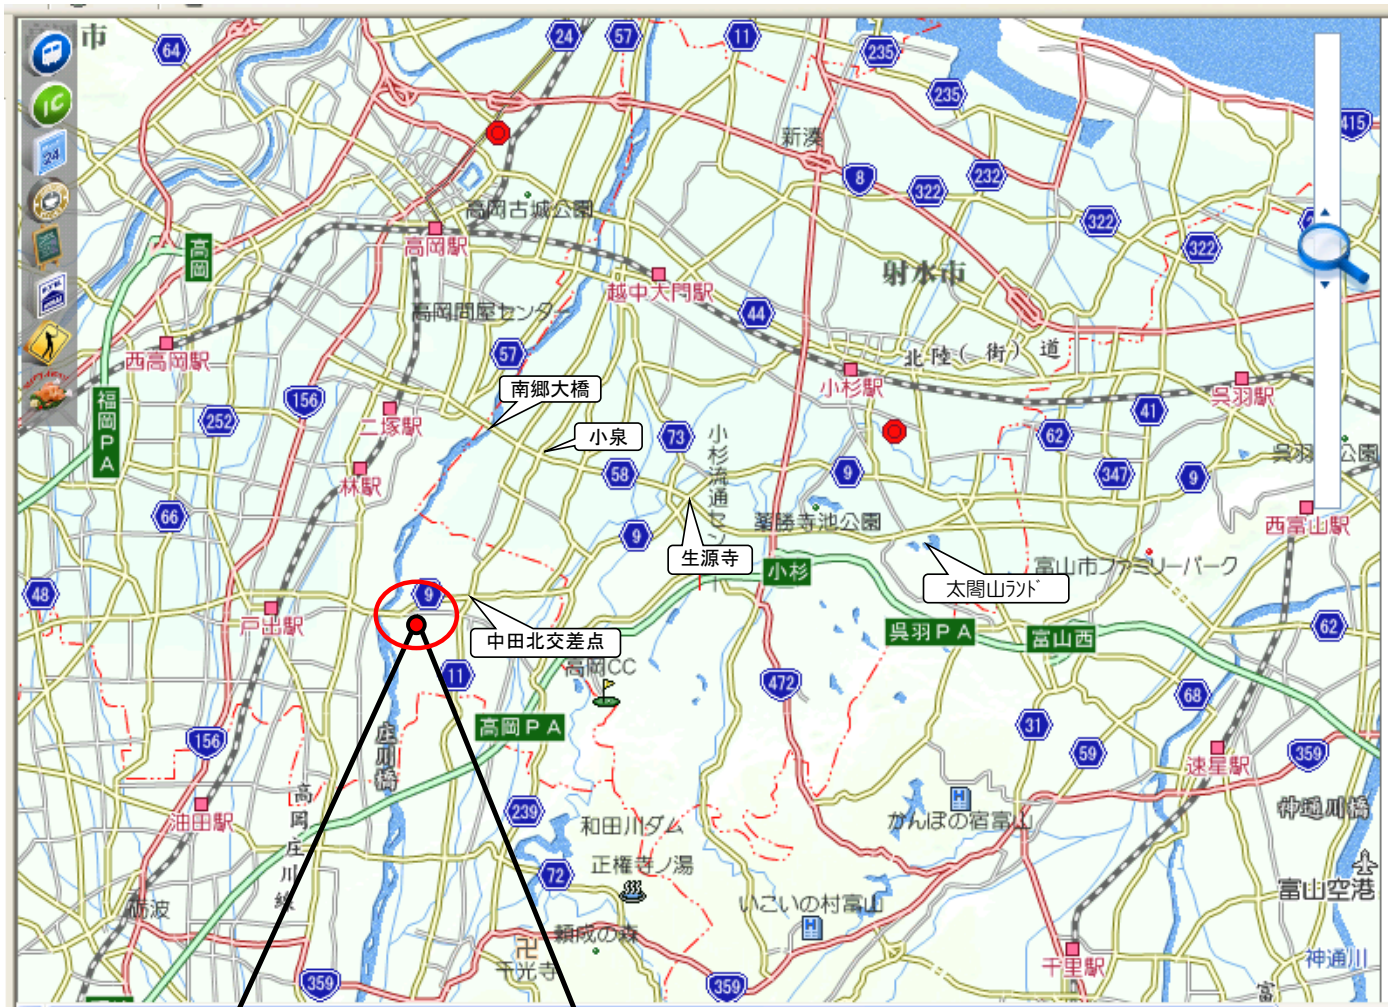 市
64
24
57
11
235
235
415
IC
24
新湊
8
322
232
322
322
高岡古城公園
高岡駅
高岡
越中大門駅
射水市
高岡問屋センター
44
57
北陸(街)道
西高岡駅
小杉駅
呉羽駅
南郷大橋
156
福岡PA
252
二塚駅
小泉
73
小杉流通センター
62
41
58
9
347
9
林駅
66
薬勝寺池公園
西富山駅
9
生源寺
小杉
富山市ファミリーパーク
太閤山ランド
48
9
戸出駅
中田北交差点
呉羽PA
富山西
62
高岡CC
11
472
68
高岡PA
31
156
庄川橋
59
速星駅
359
高岡庄川線
油田駅
239
和田川ダム
かんぽの宿富山
神通川橋
72
正権寺ノ湯
富山空港
砺波
いこいの村富山
頼成の森
千光寺
千里駅
神通川
359
359
富